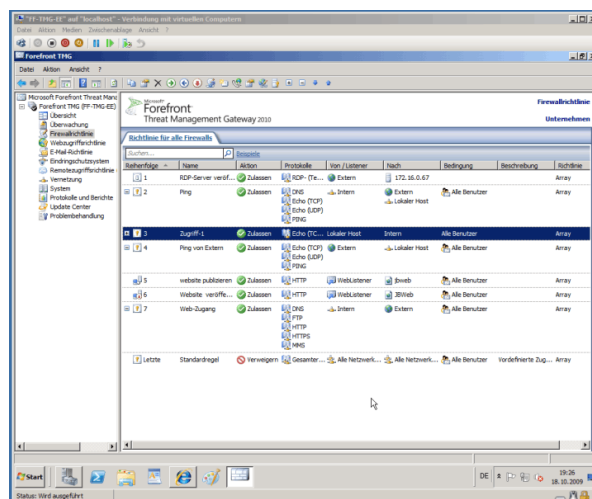 "FF-TMG-EE" auf "localhost" - Verbindung mit virtuellen Computern
Datei Aktion Medien Zwischenablage Ansicht ?
Forefront TMG
Datei Aktion Ansicht ?
Microsoft Forefront Threat Mana
Forefront TMG (FF-TMG-EE)
Übersicht
Überwachung
Firewallrichtlinie
Webzugriffsrichtlinie
E-Mail-Richtlinie
Eindringschutzsystem
Remotezugriffsrichtlinie
Vernetzung
System
Protokolle und Berichte
Update Center
Problembehandlung
Microsoft
Forefront
Threat Management Gateway 2010
Firewallrichtlinie
Unternehmen
Richtlinie für alle Firewalls
Suchen... Beispiele
Reihenfolge Name Aktion Protokolle Von / Listener Nach Bedingung Beschreibung Richtlinie
1 RDP-Server veröf... Zulassen RDP- (Te... Extern 172.16.0.67 Array
2 Ping Zulassen DNS Intern Extern Alle Benutzer Array
Echo (TCP) Lokaler Host
Echo (UDP)
PING
3 Zugriff-1 Zulassen Echo (TC... Lokaler Host Intern Alle Benutzer Array
4 Ping von Extern Zulassen Echo (TCP) Extern Lokaler Host Alle Benutzer Array
Echo (UDP)
PING
5 website publizieren Zulassen HTTP WebListener jbweb Alle Benutzer Array
6 Website veröffe... Zulassen HTTP WebListener JBWeb Alle Benutzer Array
7 Web-Zugang Zulassen DNS Intern Extern Alle Benutzer Array
FTP
HTTP
HTTPS
MMS
Letzte Standardregel Verweigern Gesamter... Alle Netzwerk... Alle Netzwerk... Alle Benutzer Vordefinierte Zug... Array
Start DE 19:26
18.10.2009
Status: Wird ausgeführt